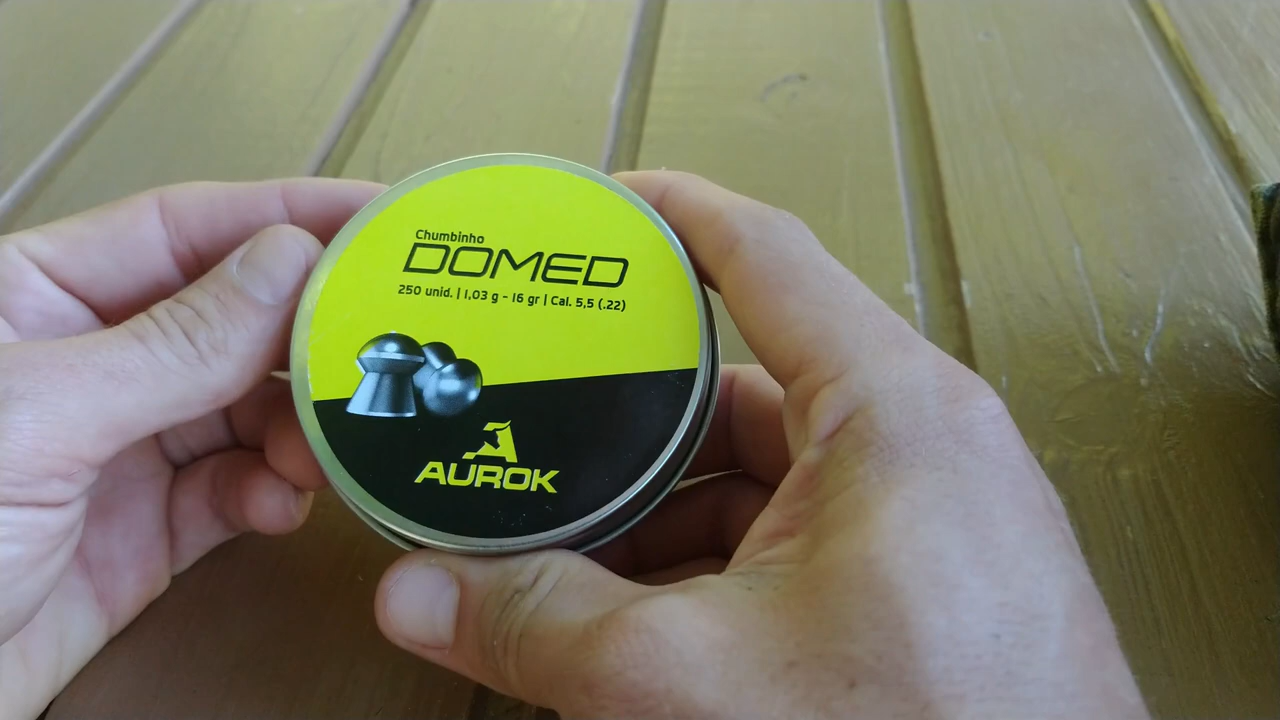 Chumbinho
DOMED
250 unid. | 1,03 g - 16 gr | Cal. 5,5 (.22)
AUROK